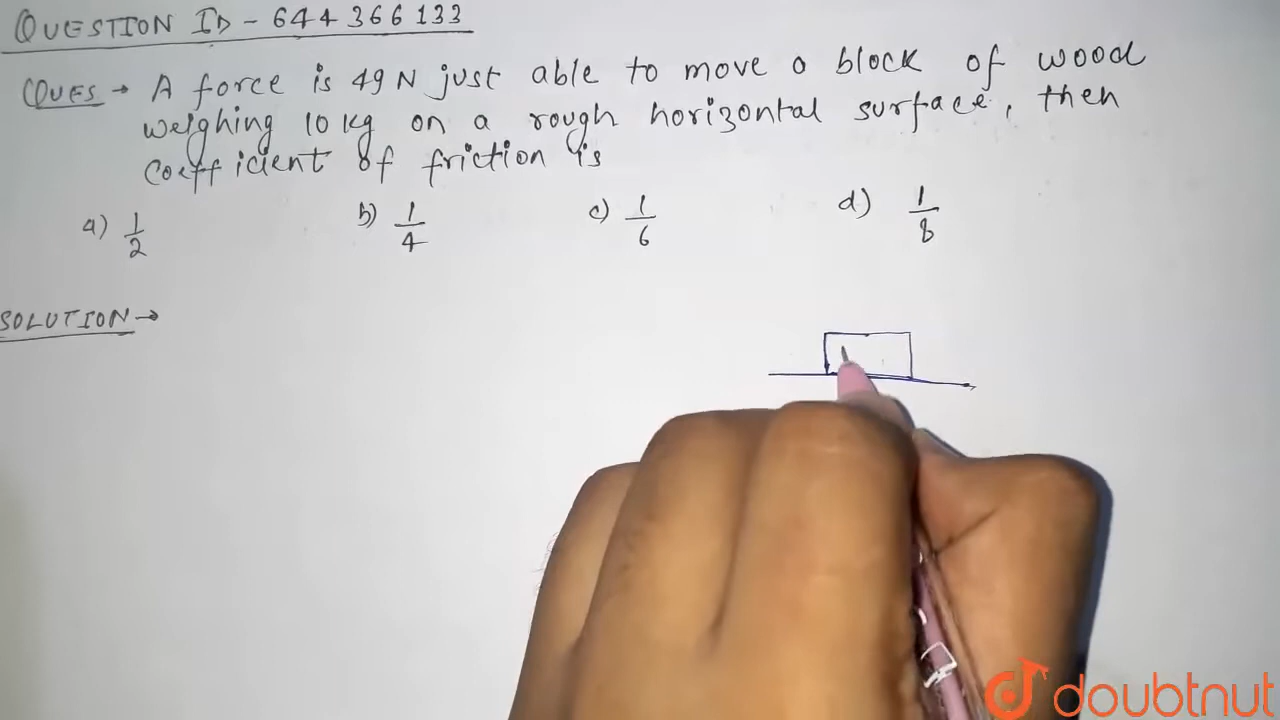 QUESTION ID - 644366133
QUES → A force is 49N just able to move a block of wood
weighing 10 kg on a rough horizontal surface, then
coefficient of friction is
a) 1/2 b) 1/4 c) 1/6 d) 1/8
SOLUTION →
doubtnut